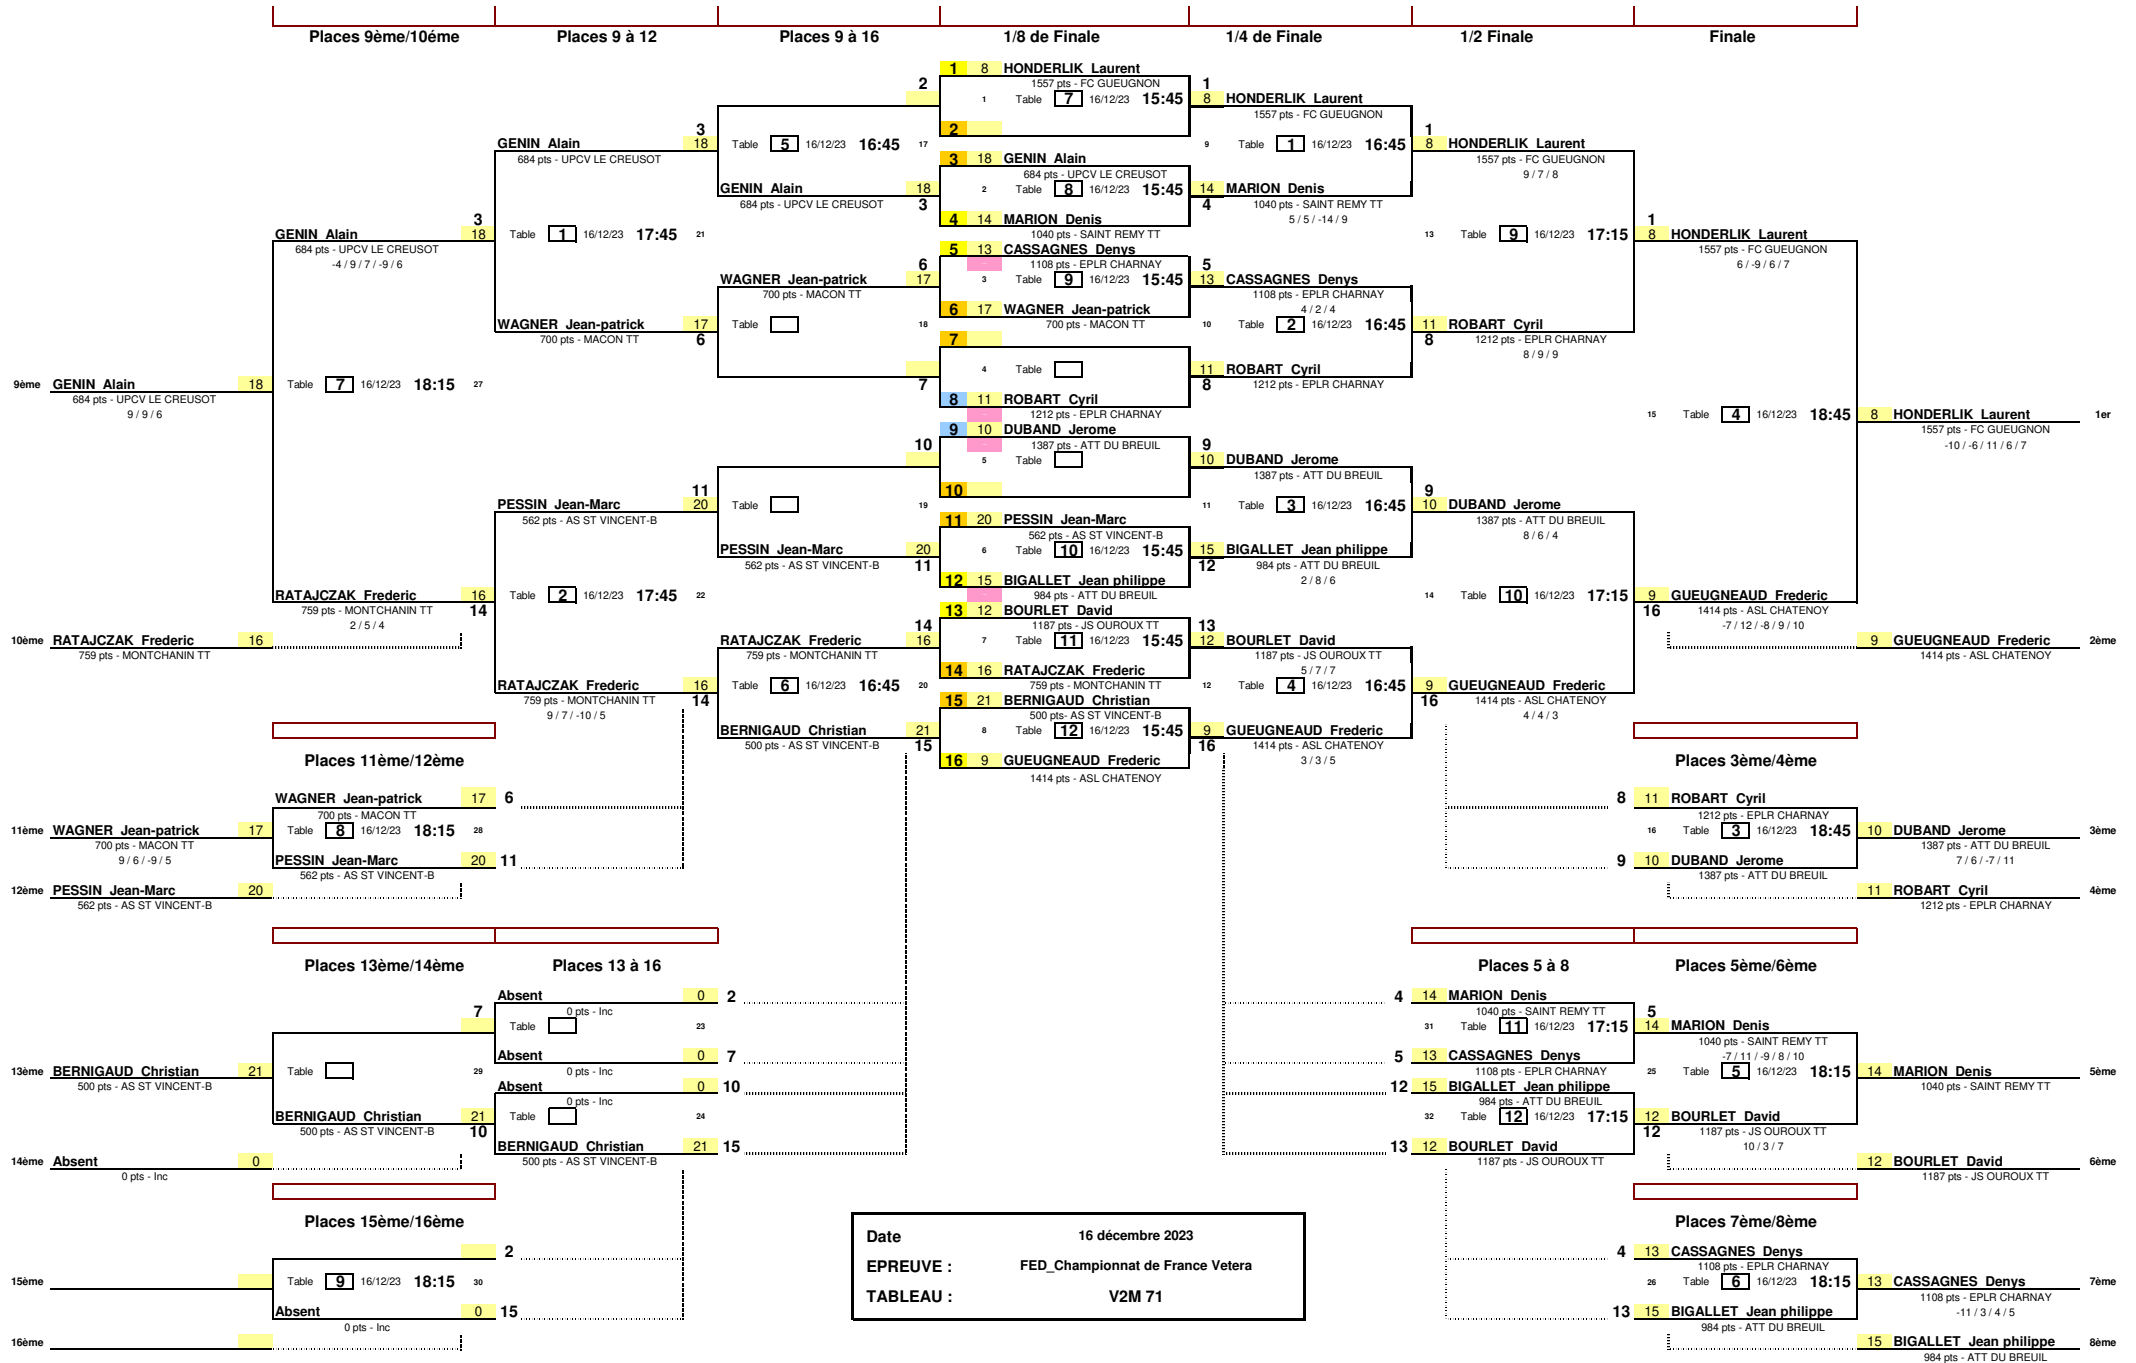 Places 9ème/10éme
Places 9 à 12
Places 9 à 16
1/8 de Finale
1/4 de Finale
1/2 Finale
Finale
1 8 HONDERLIK Laurent
1557 pts - FC GUEUGNON
1 Table 7 16/12/23 15:45
2
3 18 GENIN Alain
684 pts - UPCV LE CREUSOT
2 Table 8 16/12/23 15:45
4 14 MARION Denis
1040 pts - SAINT REMY TT
5 13 CASSAGNES Denys
1108 pts - EPLR CHARNAY
3 Table 9 16/12/23 15:45
6 17 WAGNER Jean-patrick
700 pts - MACON TT
7
4 Table
8 11 ROBART Cyril
1212 pts - EPLR CHARNAY
9 10 DUBAND Jerome
1387 pts - ATT DU BREUIL
5 Table
10
11 20 PESSIN Jean-Marc
562 pts - AS ST VINCENT-B
6 Table 10 16/12/23 15:45
12 15 BIGALLET Jean philippe
984 pts - ATT DU BREUIL
13 12 BOURLET David
1187 pts - JS OUROUX TT
7 Table 11 16/12/23 15:45
14 16 RATAJCZAK Frederic
759 pts - MONTCHANIN TT
15 21 BERNIGAUD Christian
500 pts- AS ST VINCENT-B
8 Table 12 16/12/23 15:45
16 9 GUEUGNEAUD Frederic
1414 pts - ASL CHATENOY
1
8 HONDERLIK Laurent
1557 pts - FC GUEUGNON
9 Table 1 16/12/23 16:45
14 MARION Denis
4
1040 pts - SAINT REMY TT
5 / 5 / -14 / 9
5
13 CASSAGNES Denys
1108 pts - EPLR CHARNAY
4 / 2 / 4
10 Table 2 16/12/23 16:45
11 ROBART Cyril
8
1212 pts - EPLR CHARNAY
9
10 DUBAND Jerome
1387 pts - ATT DU BREUIL
11 Table 3 16/12/23 16:45
15 BIGALLET Jean philippe
12
984 pts - ATT DU BREUIL
2 / 8 / 6
13
12 BOURLET David
1187 pts - JS OUROUX TT
5 / 7 / 7
12 Table 4 16/12/23 16:45
9 GUEUGNEAUD Frederic
16
1414 pts - ASL CHATENOY
3 / 3 / 5
1
8 HONDERLIK Laurent
1557 pts - FC GUEUGNON
9 / 7 / 8
13 Table 9 16/12/23 17:15
11 ROBART Cyril
8
1212 pts - EPLR CHARNAY
8 / 9 / 9
9
10 DUBAND Jerome
1387 pts - ATT DU BREUIL
8 / 6 / 4
14 Table 10 16/12/23 17:15
9 GUEUGNEAUD Frederic
16
1414 pts - ASL CHATENOY
4 / 4 / 3
1
8 HONDERLIK Laurent
1557 pts - FC GUEUGNON
6 / -9 / 6 / 7
15 Table 4 16/12/23 18:45
9 GUEUGNEAUD Frederic
16
1414 pts - ASL CHATENOY
-7 / 12 / -8 / 9 / 10
8 HONDERLIK Laurent 1er
1557 pts - FC GUEUGNON
-10 / -6 / 11 / 6 / 7
9 GUEUGNEAUD Frederic 2ème
1414 pts - ASL CHATENOY
2
Table 5 16/12/23 16:45 17
GENIN Alain 18
684 pts - UPCV LE CREUSOT
3
6
WAGNER Jean-patrick 17
700 pts - MACON TT
Table 18
7
10
Table 19
PESSIN Jean-Marc 20
562 pts - AS ST VINCENT-B
11
14
RATAJCZAK Frederic 16
759 pts - MONTCHANIN TT
Table 6 16/12/23 16:45 20
BERNIGAUD Christian 21
500 pts - AS ST VINCENT-B
15
3
GENIN Alain 18
684 pts - UPCV LE CREUSOT
Table 1 16/12/23 17:45 21
WAGNER Jean-patrick 17
700 pts - MACON TT
6
11
PESSIN Jean-Marc 20
562 pts - AS ST VINCENT-B
Table 2 16/12/23 17:45 22
RATAJCZAK Frederic 16
759 pts - MONTCHANIN TT
14
9 / 7 / -10 / 5
3
GENIN Alain 18
684 pts - UPCV LE CREUSOT
-4 / 9 / 7 / -9 / 6
Table 7 16/12/23 18:15 27
RATAJCZAK Frederic 16
759 pts - MONTCHANIN TT
14
2 / 5 / 4
9ème GENIN Alain 18
684 pts - UPCV LE CREUSOT
9 / 9 / 6
10ème RATAJCZAK Frederic 16
759 pts - MONTCHANIN TT
Places 11ème/12ème
WAGNER Jean-patrick 17 6
700 pts - MACON TT
11ème WAGNER Jean-patrick 17
Table 8 16/12/23 18:15 28
700 pts - MACON TT
9 / 6 / -9 / 5
PESSIN Jean-Marc 20 11
562 pts - AS ST VINCENT-B
12ème PESSIN Jean-Marc 20
562 pts - AS ST VINCENT-B
Places 3ème/4ème
8 11 ROBART Cyril
1212 pts - EPLR CHARNAY
16 Table 3 16/12/23 18:45
9 10 DUBAND Jerome
1387 pts - ATT DU BREUIL
10 DUBAND Jerome 3ème
1387 pts - ATT DU BREUIL
7 / 6 / -7 / 11
11 ROBART Cyril 4ème
1212 pts - EPLR CHARNAY
Places 13ème/14ème
Places 13 à 16
Absent 0 2
0 pts - Inc
Table 23
Absent 0 7
0 pts - Inc
Absent 0 10
0 pts - Inc
Table 24
BERNIGAUD Christian 21 15
500 pts - AS ST VINCENT-B
7
Table 29
BERNIGAUD Christian 21
500 pts - AS ST VINCENT-B
10
13ème BERNIGAUD Christian 21
500 pts - AS ST VINCENT-B
14ème Absent 0
0 pts - Inc
Places 5 à 8
Places 5ème/6ème
4 14 MARION Denis
1040 pts - SAINT REMY TT
31 Table 11 16/12/23 17:15
5 13 CASSAGNES Denys
1108 pts - EPLR CHARNAY
12 15 BIGALLET Jean philippe
984 pts - ATT DU BREUIL
32 Table 12 16/12/23 17:15
13 12 BOURLET David
1187 pts - JS OUROUX TT
5
14 MARION Denis
1040 pts - SAINT REMY TT
-7 / 11 / -9 / 8 / 10
25 Table 5 16/12/23 18:15
12 BOURLET David
12
1187 pts - JS OUROUX TT
10 / 3 / 7
14 MARION Denis 5ème
1040 pts - SAINT REMY TT
12 BOURLET David 6ème
1187 pts - JS OUROUX TT
Places 15ème/16ème
2
15ème
Table 9 16/12/23 18:15 30
Absent 0 15
0 pts - Inc
16ème
Date 16 décembre 2023
EPREUVE : FED_Championnat de France Vetera
TABLEAU : V2M 71
Places 7ème/8ème
4 13 CASSAGNES Denys
1108 pts - EPLR CHARNAY
26 Table 6 16/12/23 18:15
13 15 BIGALLET Jean philippe
984 pts - ATT DU BREUIL
13 CASSAGNES Denys 7ème
1108 pts - EPLR CHARNAY
-11 / 3 / 4 / 5
15 BIGALLET Jean philippe 8ème
984 pts - ATT DU BREUIL